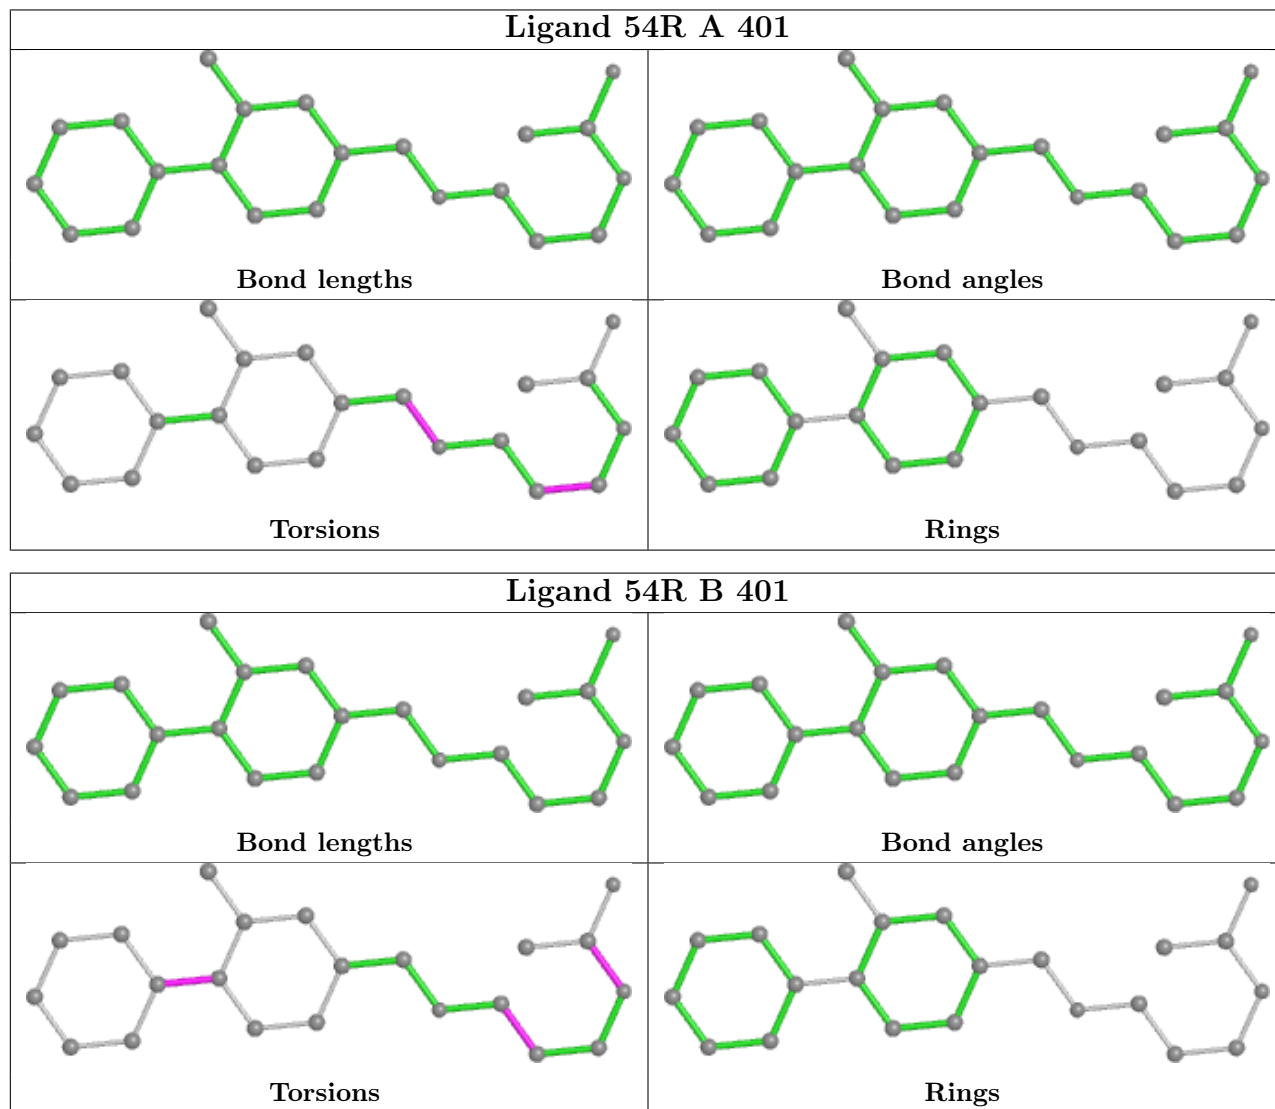 Ligand 54R A 401
Bond lengths
Bond angles
Torsions
Rings
Ligand 54R B 401
Bond lengths
Bond angles
Torsions
Rings